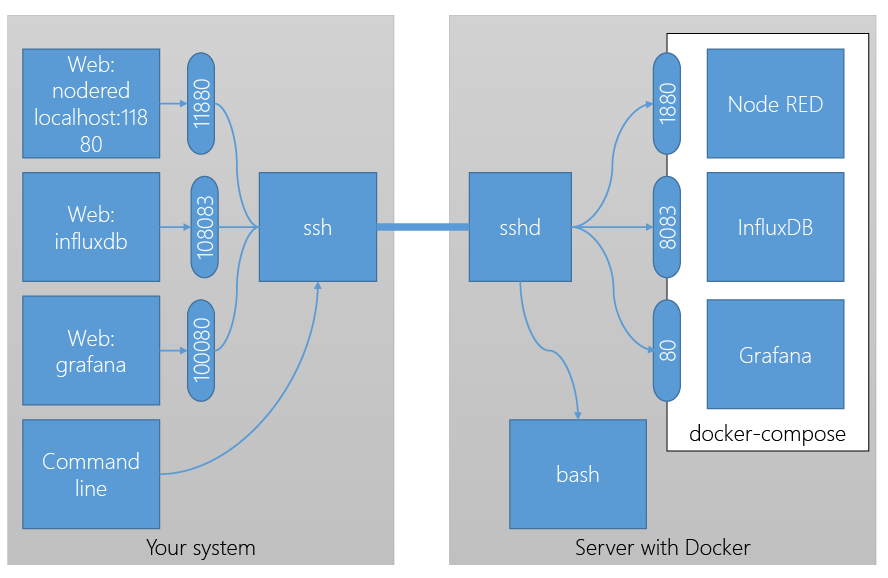 Web:
nodered
localhost:118
80
11880
Web:
influxdb
108083
Web:
grafana
100080
Command
line
ssh
Your system
sshd
bash
1880
Node RED
8083
InfluxDB
80
Grafana
docker-compose
Server with Docker